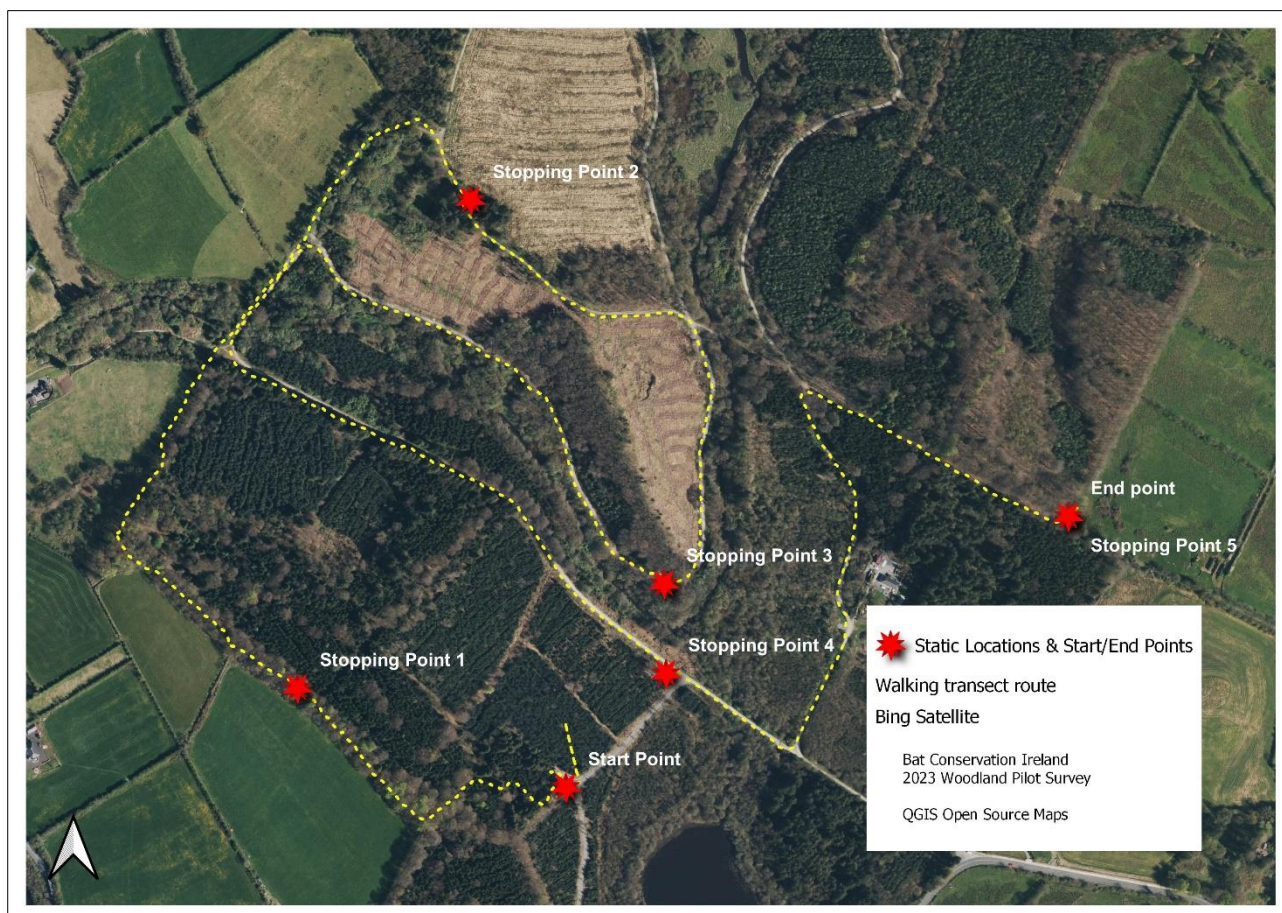 Stopping Point 2
End point
Stopping Point 5
Stopping Point 3
Stopping Point 4
Stopping Point 1
Start Point
Static Locations & Start/End Points
Walking transect route
Bing Satellite
Bat Conservation Ireland
2023 Woodland Pilot Survey
QGIS Open Source Maps